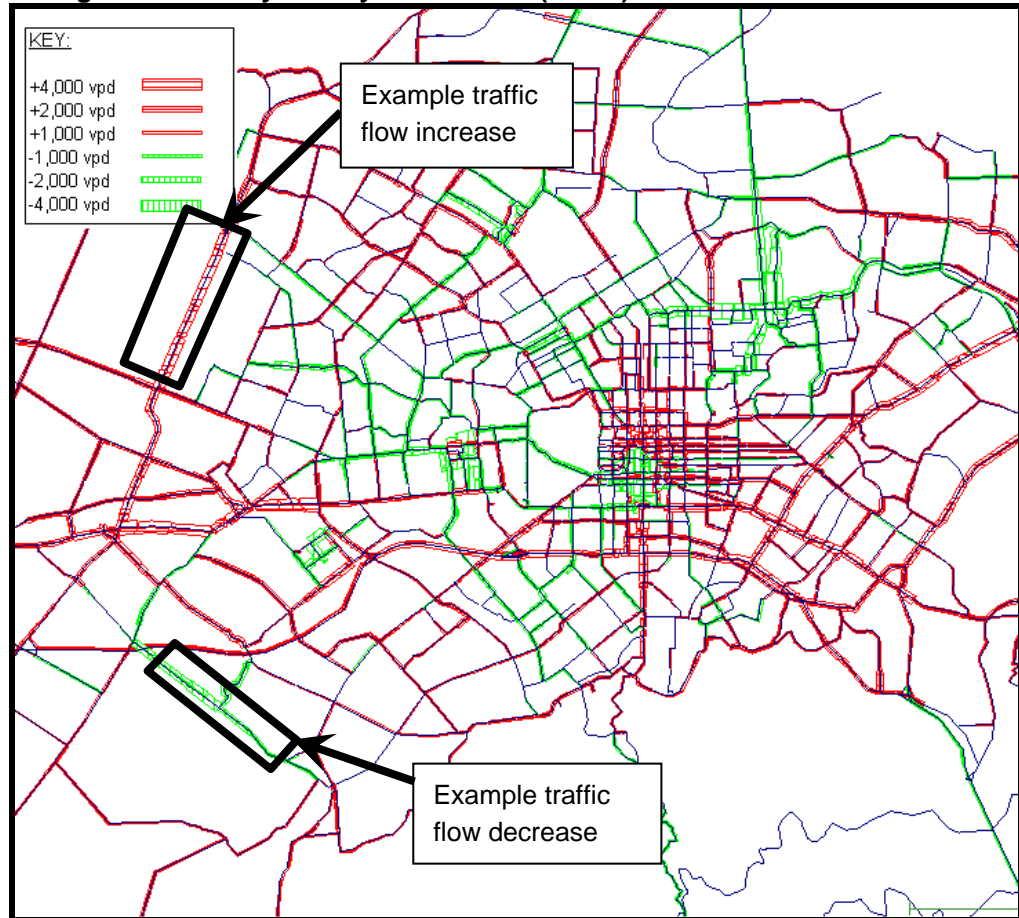 KEY:
+4,000 vpd
+2,000 vpd
+1,000 vpd
-1,000 vpd
-2,000 vpd
-4,000 vpd
Example traffic
flow increase
Example traffic
flow decrease